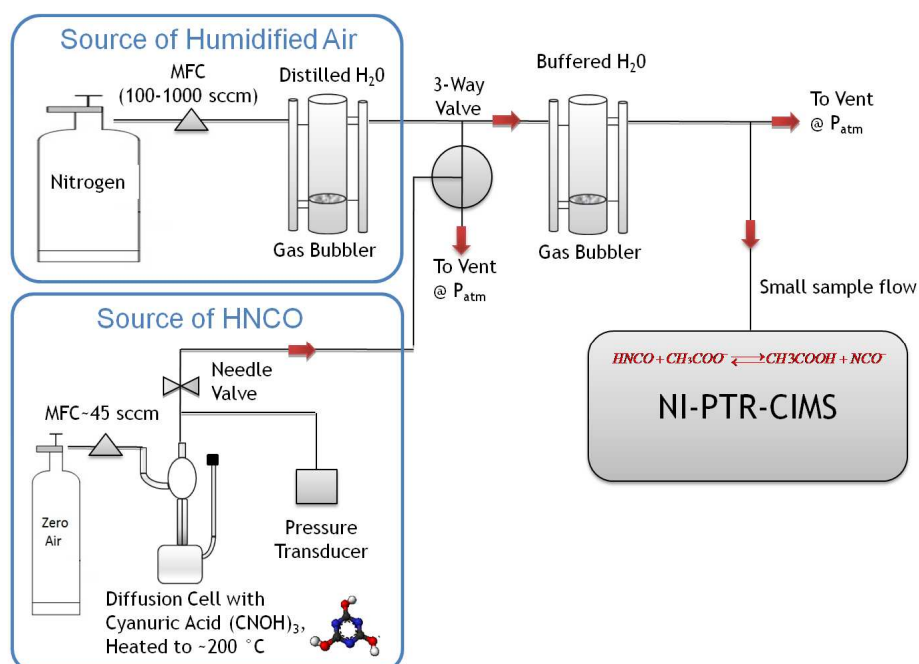 Source of Humidified Air
MFC
(100-1000 sccm)
Distilled H₂0
Nitrogen
Gas Bubbler
3-Way
Valve
To Vent
@ Pₐₜₘ
Buffered H₂0
Gas Bubbler
To Vent
@ Pₐₜₘ
Small sample flow
HNCO + CH₃COO⁻ ⇄ CH3COOH + NCO⁻
NI-PTR-CIMS
Source of HNCO
Needle
Valve
MFC~45 sccm
Zero
Air
Pressure
Transducer
Diffusion Cell with
Cyanuric Acid (CNOH)₃,
Heated to ~200 °C